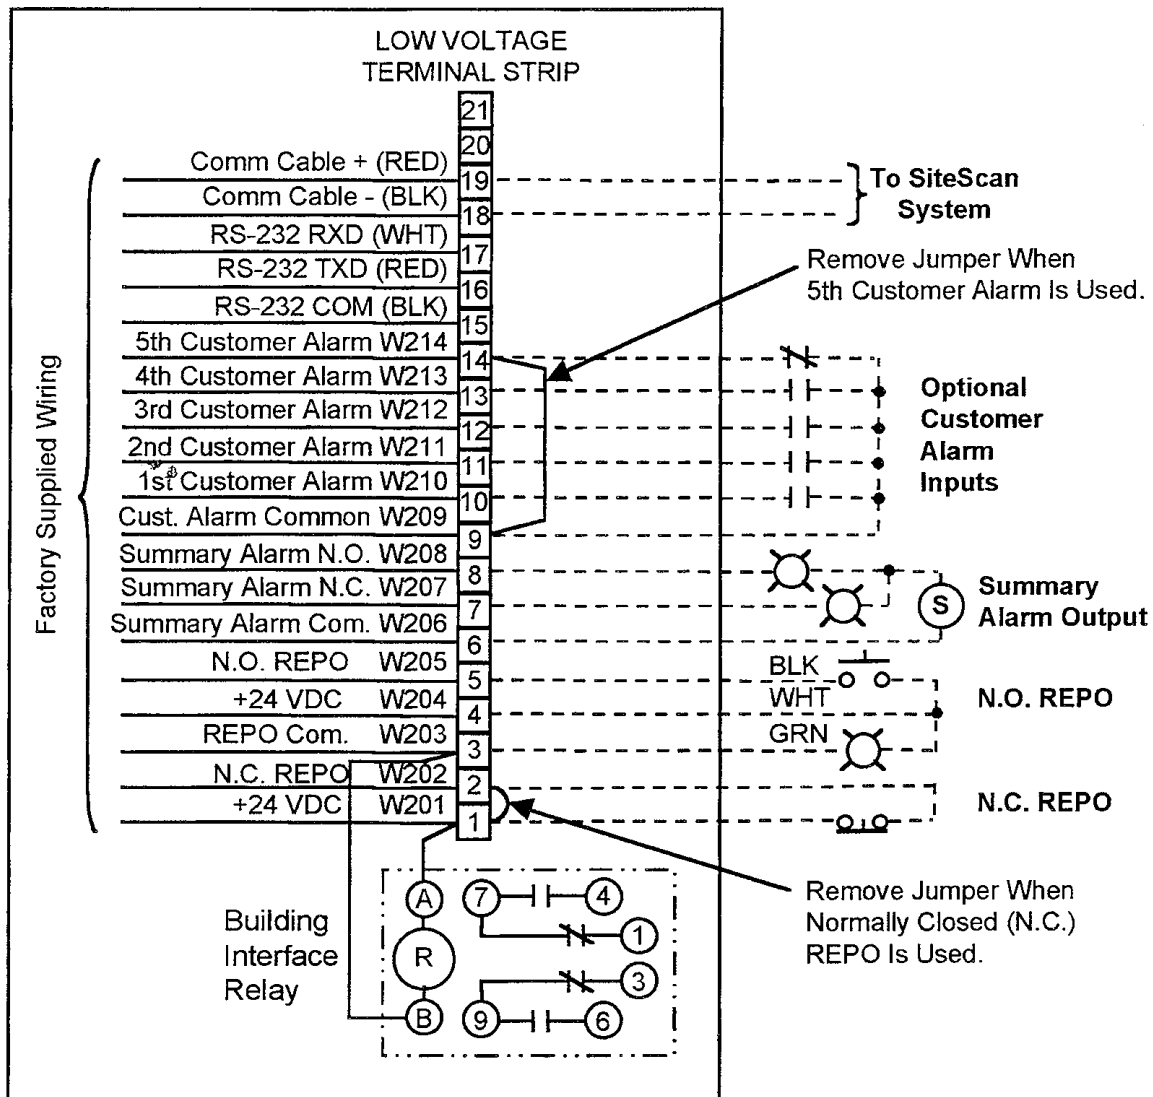 LOW VOLTAGE
TERMINAL STRIP
21
20
Comm Cable + (RED)
19
To SiteScan
System
Comm Cable - (BLK)
18
RS-232 RXD (WHT)
17
RS-232 TXD (RED)
16
Remove Jumper When
5th Customer Alarm Is Used.
RS-232 COM (BLK)
15
5th Customer Alarm W214
14
4th Customer Alarm W213
13
3rd Customer Alarm W212
12
2nd Customer Alarm W211
11
1st Customer Alarm W210
10
Cust. Alarm Common W209
9
Optional
Customer
Alarm
Inputs
Summary Alarm N.O. W208
8
Summary Alarm N.C. W207
7
Summary Alarm Com. W206
6
S
Summary
Alarm Output
N.O. REPO W205
5
BLK
+24 VDC W204
4
WHT
N.O. REPO
REPO Com. W203
3
GRN
N.C. REPO W202
2
+24 VDC W201
1
N.C. REPO
Factory Supplied Wiring
Remove Jumper When
Normally Closed (N.C.)
REPO Is Used.
Building
Interface
Relay
A
R
B
7
4
1
3
9
6